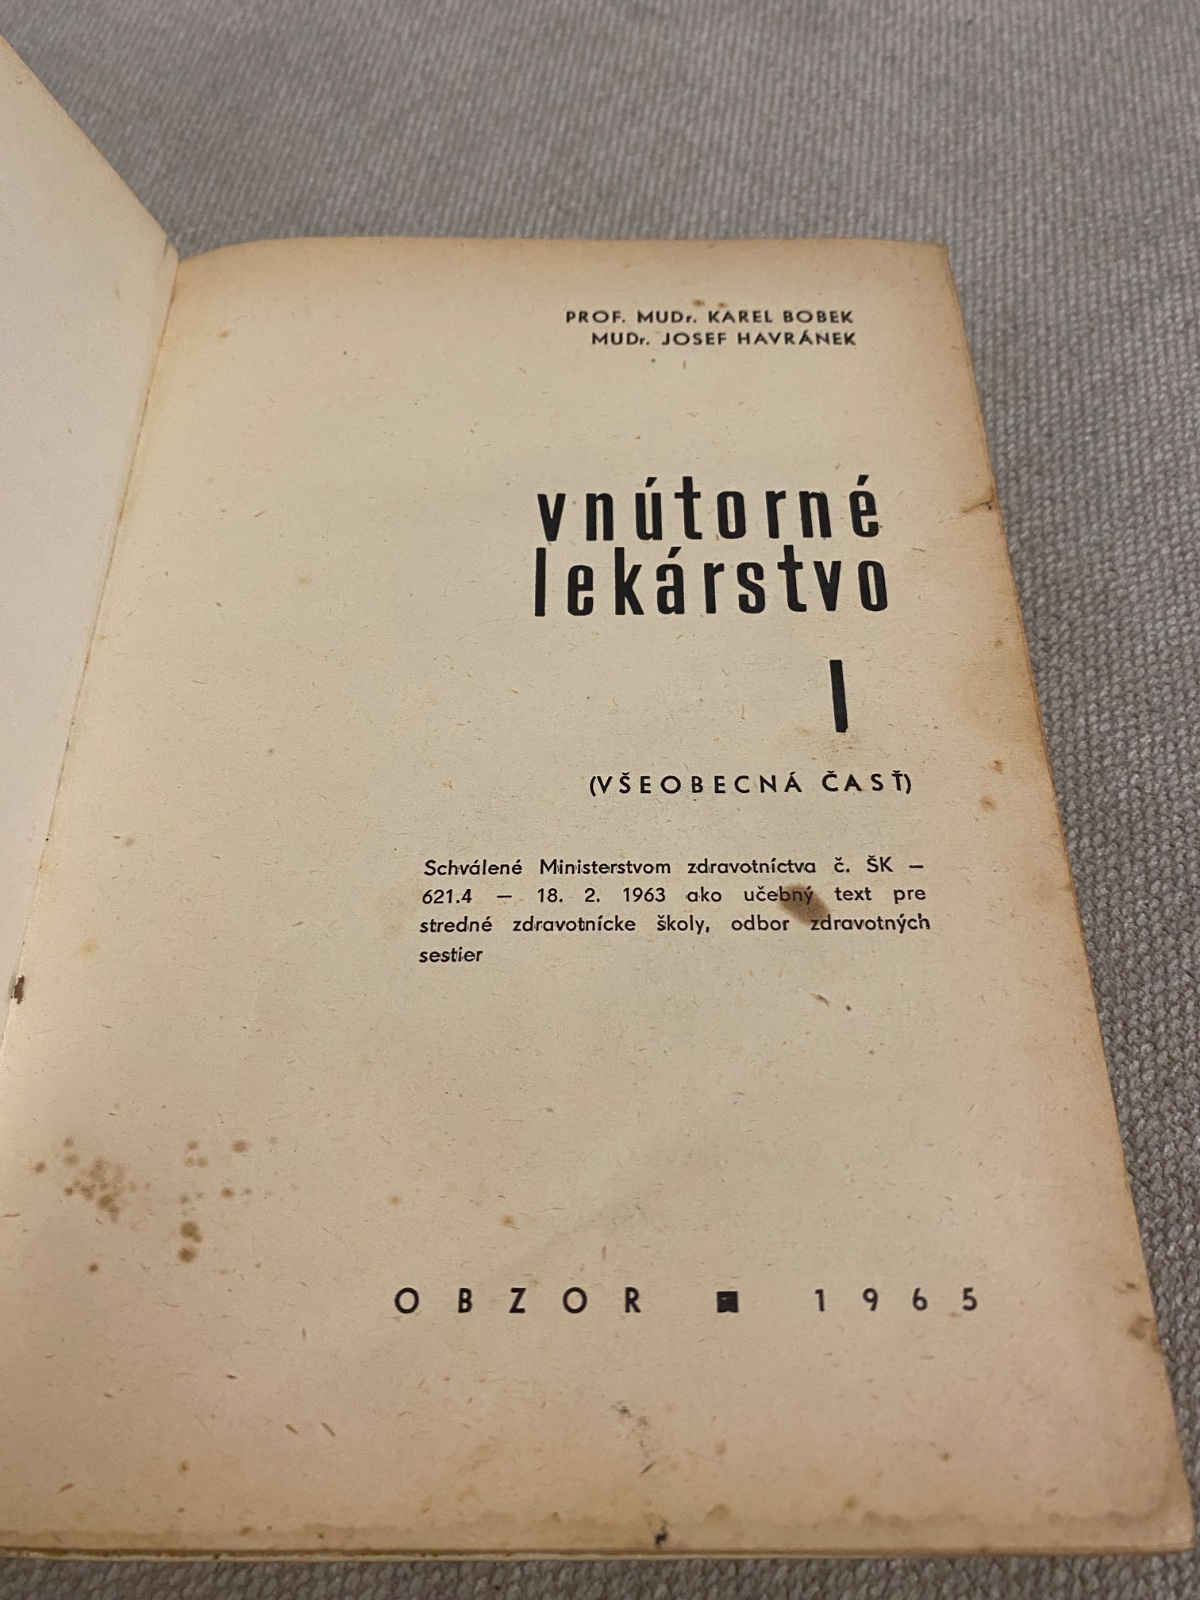 PROF. MUDr. KAREL BOBEK
MUDr. JOSEF HAVRÁNEK
vnútorné
lekárstvo
I
(VŠEOBECNÁ ČASŤ)
Schválené Ministerstvom zdravotníctva č. ŠK –
621.4 — 18. 2. 1963 ako učebný text pre
stredné zdravotnícke školy, odbor zdravotných
sestier
OBZOR ■ 1965